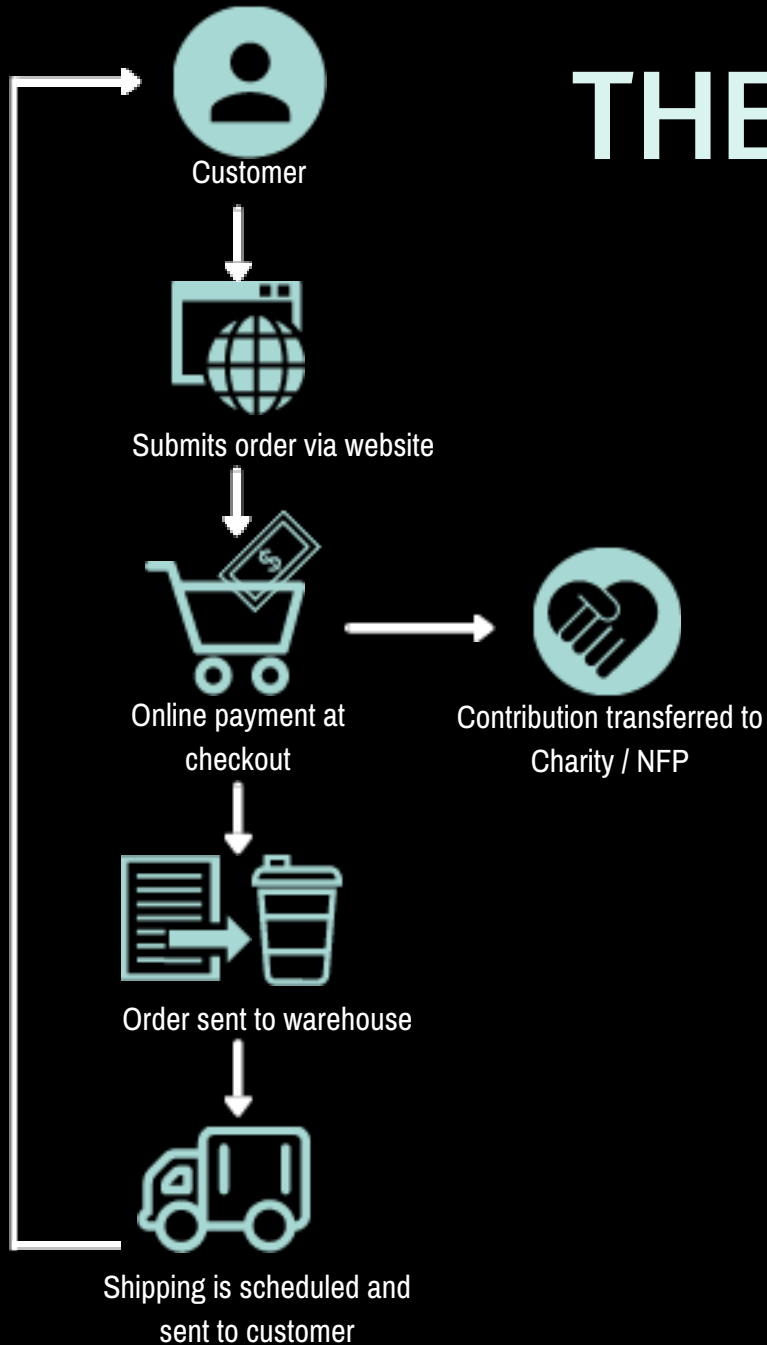 THE
Customer
Submits order via website
Online payment at
checkout
Contribution transferred to
Charity / NFP
Order sent to warehouse
Shipping is scheduled and
sent to customer